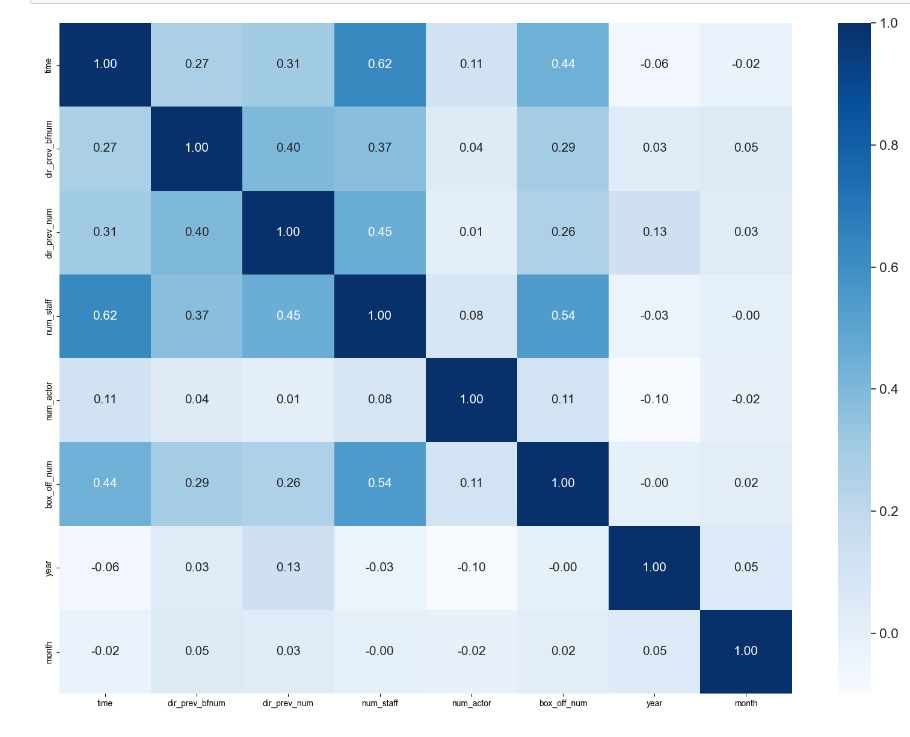 1.0
time 1.00 0.27 0.31 0.62 0.11 0.44 -0.06 -0.02
0.8
dir_prev_bfnum 0.27 1.00 0.40 0.37 0.04 0.29 0.03 0.05
dir_prev_num 0.31 0.40 1.00 0.45 0.01 0.26 0.13 0.03
0.6
num_staff 0.62 0.37 0.45 1.00 0.08 0.54 -0.03 -0.00
0.4
num_actor 0.11 0.04 0.01 0.08 1.00 0.11 -0.10 -0.02
box_off_num 0.44 0.29 0.26 0.54 0.11 1.00 -0.00 0.02
0.2
year -0.06 0.03 0.13 -0.03 -0.10 -0.00 1.00 0.05
0.0
month -0.02 0.05 0.03 -0.00 -0.02 0.02 0.05 1.00
time dir_prev_bfnum dir_prev_num num_staff num_actor box_off_num year month